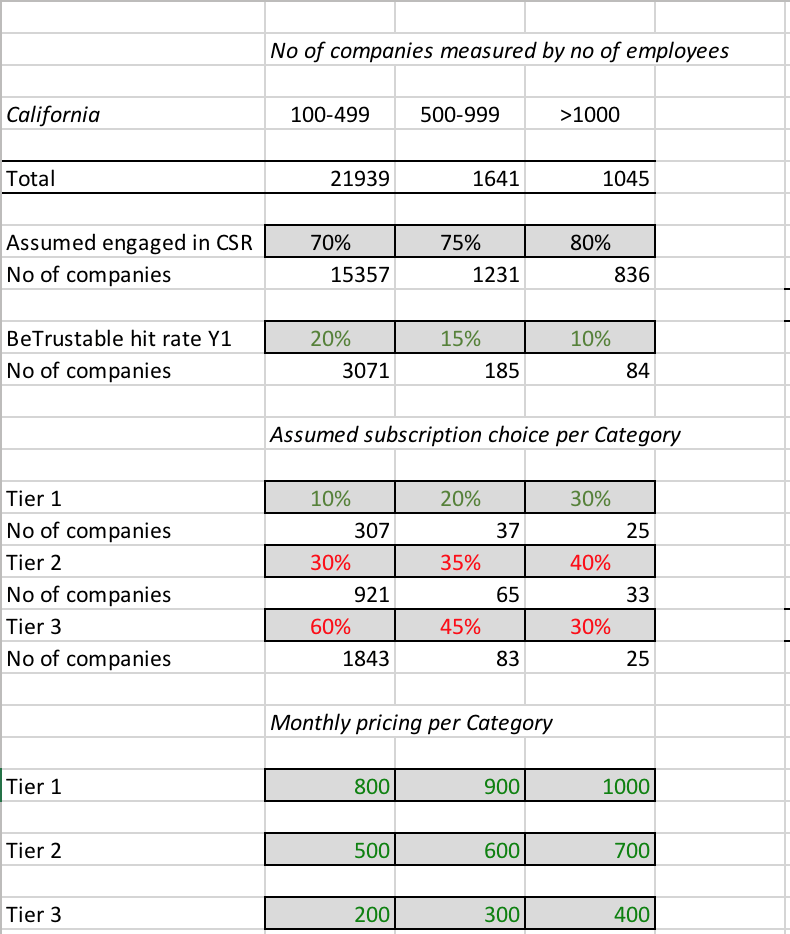 No of companies measured by no of employees
California 100-499 500-999 >1000
Total 21939 1641 1045
Assumed engaged in CSR 70% 75% 80%
No of companies 15357 1231 836
BeTrustable hit rate Y1 20% 15% 10%
No of companies 3071 185 84
Assumed subscription choice per Category
Tier 1 10% 20% 30%
No of companies 307 37 25
Tier 2 30% 35% 40%
No of companies 921 65 33
Tier 3 60% 45% 30%
No of companies 1843 83 25
Monthly pricing per Category
Tier 1 800 900 1000
Tier 2 500 600 700
Tier 3 200 300 400